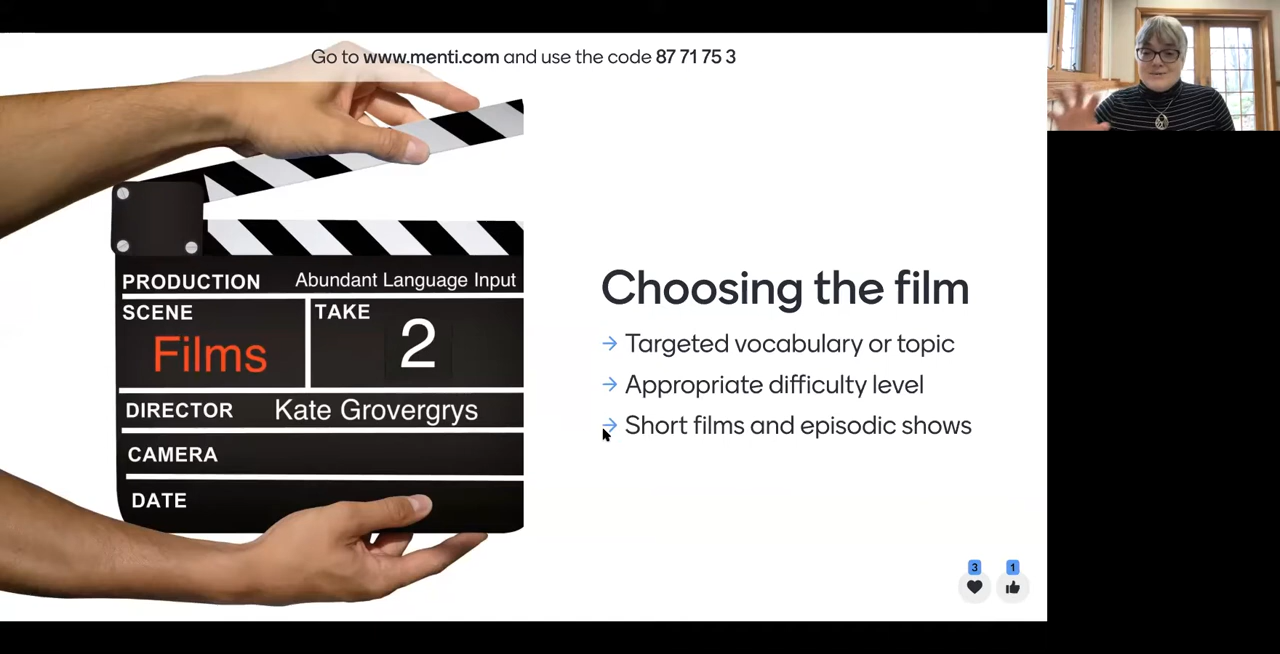 Go to www.menti.com and use the code 87 71 75 3
PRODUCTION Abundant Language Input
SCENE TAKE
Films 2
DIRECTOR Kate Grovergrys
CAMERA
DATE
Choosing the film
→ Targeted vocabulary or topic
→ Appropriate difficulty level
→ Short films and episodic shows
3 1